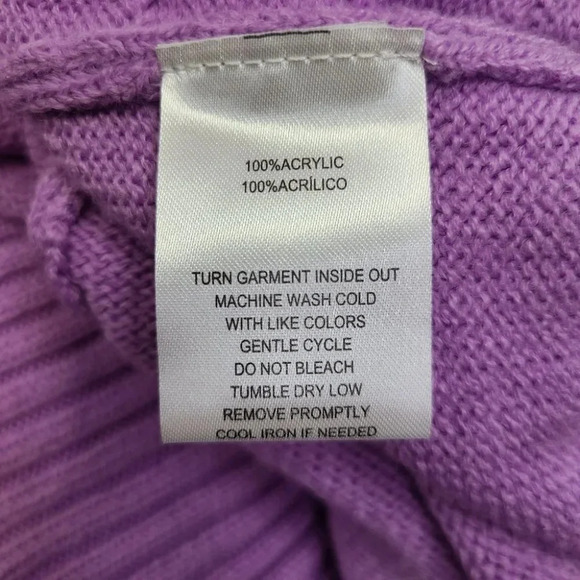 100%ACRYLIC
100%ACRÍLICO
TURN GARMENT INSIDE OUT
MACHINE WASH COLD
WITH LIKE COLORS
GENTLE CYCLE
DO NOT BLEACH
TUMBLE DRY LOW
REMOVE PROMPTLY
COOL IRON IF NEEDED